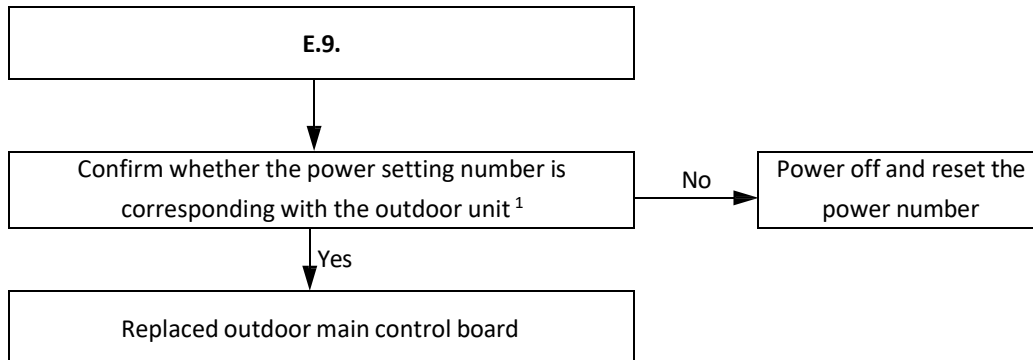 E.9.
Confirm whether the power setting number is
corresponding with the outdoor unit 1
No
Power off and reset the
power number
Yes
Replaced outdoor main control board